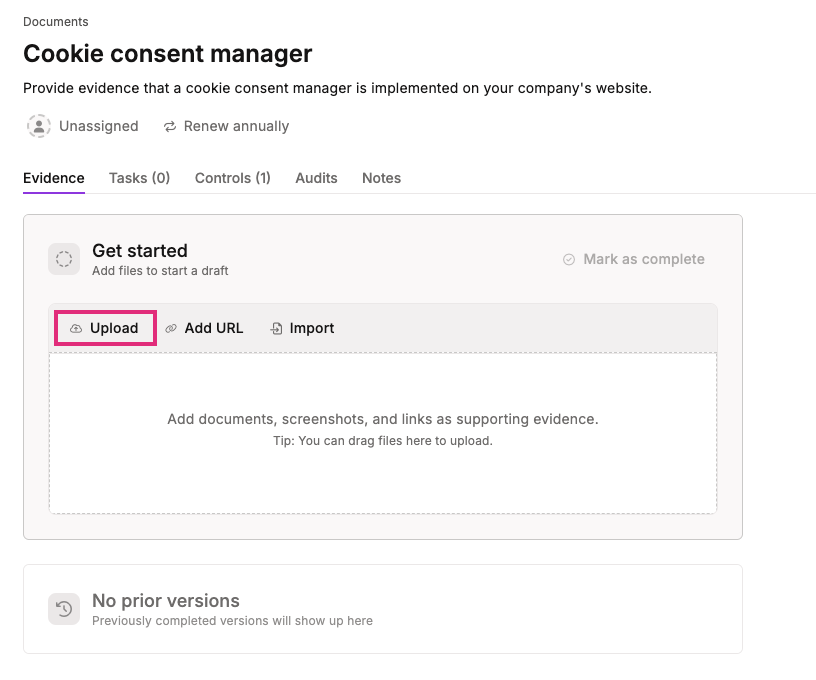 Documents
Cookie consent manager
Provide evidence that a cookie consent manager is implemented on your company's website.
Unassigned Renew annually
Evidence Tasks (0) Controls (1) Audits Notes
Get started
Add files to start a draft
Mark as complete
Upload Add URL Import
Add documents, screenshots, and links as supporting evidence.
Tip: You can drag files here to upload.
No prior versions
Previously completed versions will show up here